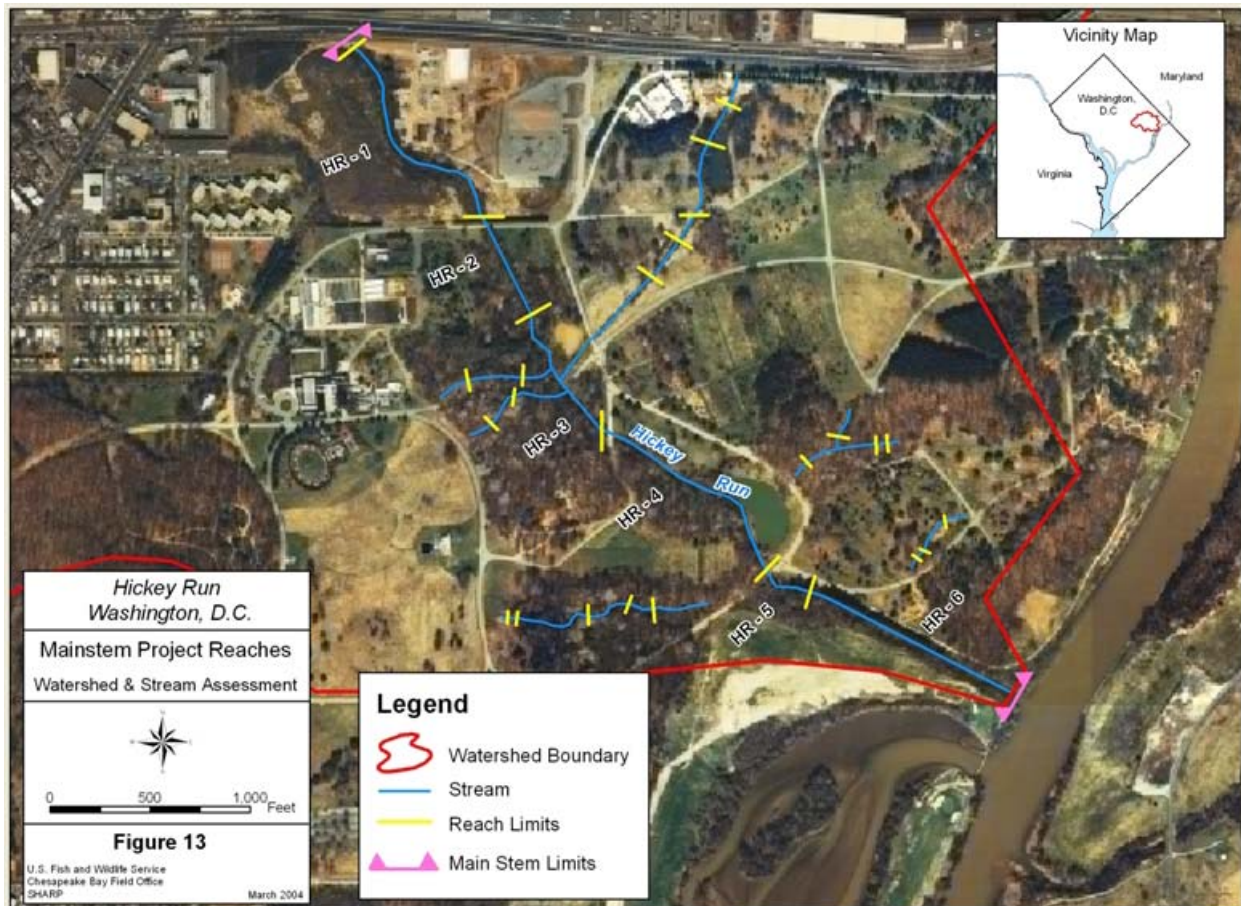 Vicinity Map
Maryland
Washington,
D.C
Virginia
HR - 1
HR - 2
HR - 3
Hickey
Run
HR - 4
HR - 5
HR - 6
Hickey Run
Washington, D.C.
Mainstem Project Reaches
Watershed & Stream Assessment
N
0 500 1,000
Feet
Figure 13
U.S. Fish and Wildlife Service
Chesapeake Bay Field Office
SHARP March 2004
Legend
Watershed Boundary
Stream
Reach Limits
Main Stem Limits